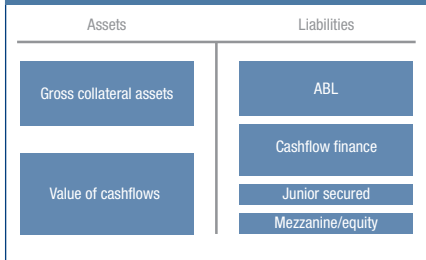 Assets
Liabilities
Gross collateral assets
Value of cashflows
ABL
Cashflow finance
Junior secured
Mezzanine/equity